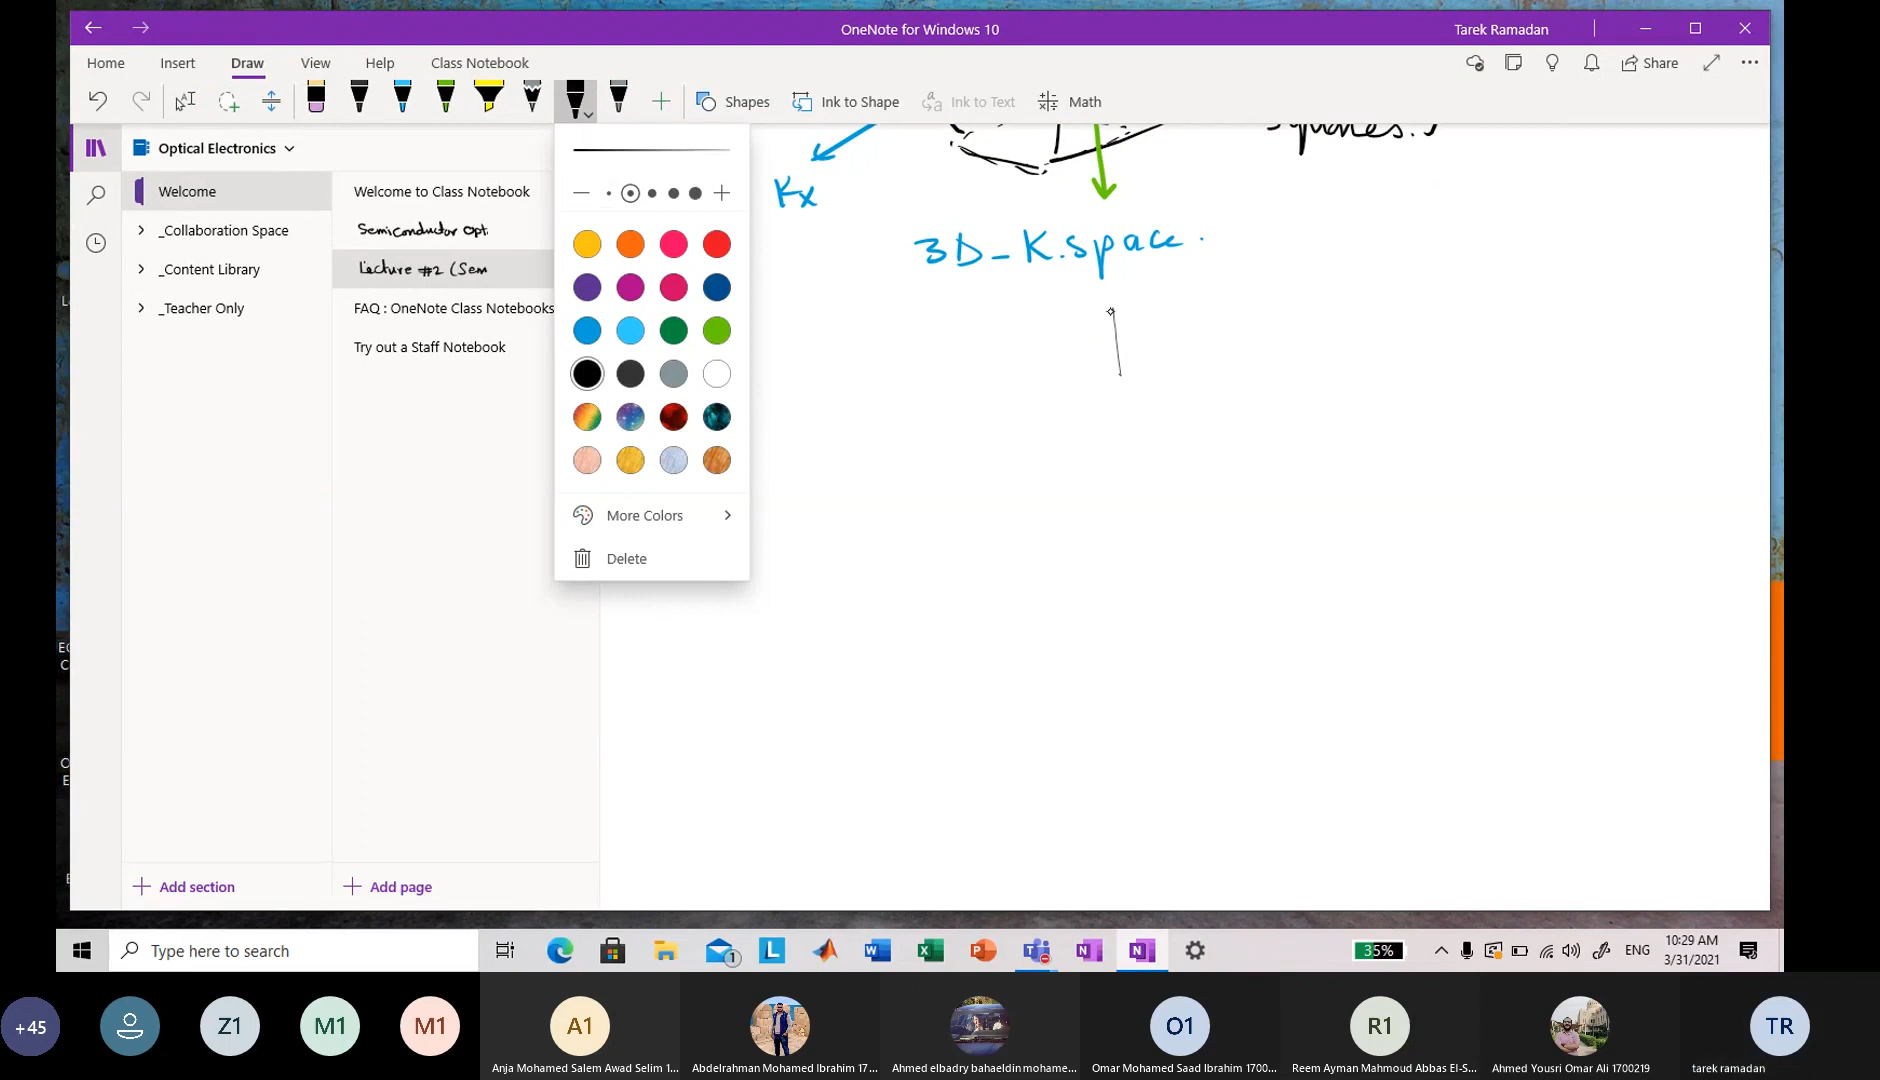 OneNote for Windows 10
Tarek Ramadan
Home Insert Draw View Help Class Notebook
Share
Shapes Ink to Shape Ink to Text Math
Optical Electronics
Welcome
_Collaboration Space
_Content Library
_Teacher Only
Welcome to Class Notebook
Semiconductor Opti
Lecture #2 (Sem
FAQ : OneNote Class Notebooks
Try out a Staff Notebook
More Colors
Delete
squares.
Kx
3D_K.space.
Add section
Add page
Type here to search
1
35%
ENG
10:29 AM
3/31/2021
+45
Z1
M1
M1
A1
O1
R1
TR
Anja Mohamed Salem Awad Selim 1...
Abdelrahman Mohamed Ibrahim 17...
Ahmed elbadry bahaeldin mohame...
Omar Mohamed Saad Ibrahim 1700...
Reem Ayman Mahmoud Abbas El-S...
Ahmed Yousri Omar Ali 1700219
tarek ramadan